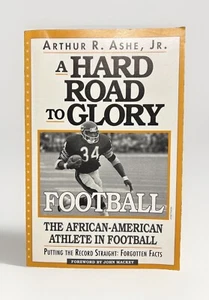 ARTHUR R. ASHE, JR.
A HARD
ROAD TO
GLORY
34
FOOTBALL
THE AFRICAN-AMERICAN
ATHLETE IN FOOTBALL
PUTTING THE RECORD STRAIGHT: FORGOTTEN FACTS
FOREWORD BY JOHN MACKEY